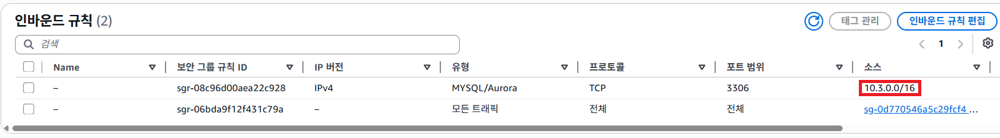 인바운드 규칙 (2)
태그 관리
인바운드 규칙 편집
검색
1
Name 보안 그룹 규칙 ID IP 버전 유형 프로토콜 포트 범위 소스
– sgr-08c96d00aea22c928 IPv4 MYSQL/Aurora TCP 3306 10.3.0.0/16
– sgr-06bda9f12f431c79a – 모든 트래픽 전체 전체 sg-0d770546a5c29fcf4 ...